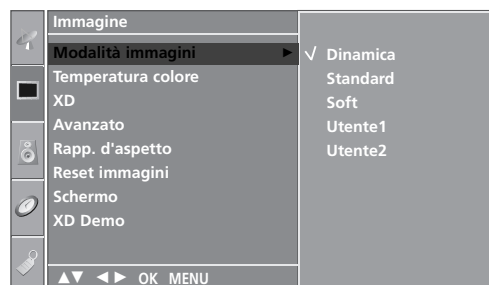 Immagine
Modalità immagini ►
Temperatura colore
XD
Avanzato
Rapp. d'aspetto
Reset immagini
Schermo
XD Demo
▲▼ ◄► OK MENU
√ Dinamica
Standard
Soft
Utente1
Utente2